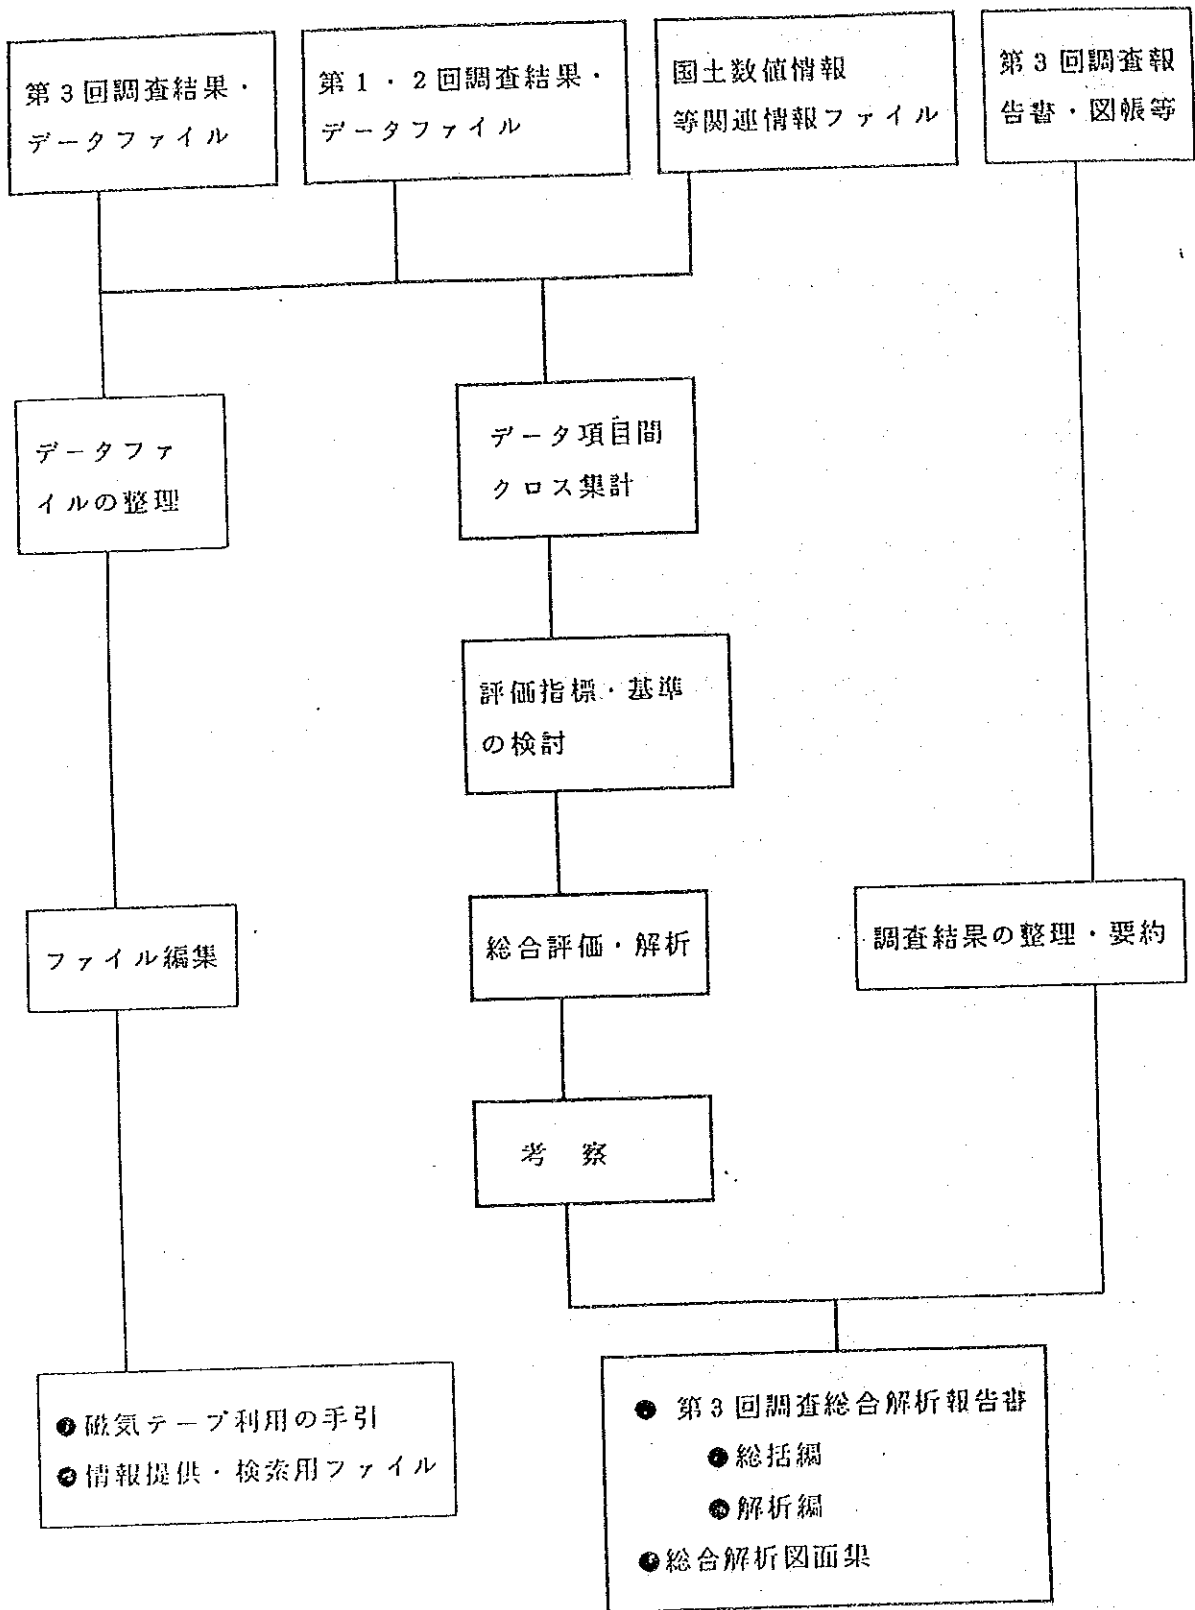 第3回調査結果・
データファイル
第1・2回調査結果・
データファイル
国土数値情報
等関連情報ファイル
第3回調査報
告書・図帳等
データファ
イルの整理
データ項目間
クロス集計
評価指標・基準
の検討
ファイル編集
総合評価・解析
調査結果の整理・要約
考 察
●磁気テープ利用の手引
●情報提供・検索用ファイル
● 第3回調査総合解析報告書
●総括編
●解析編
●総合解析図面集